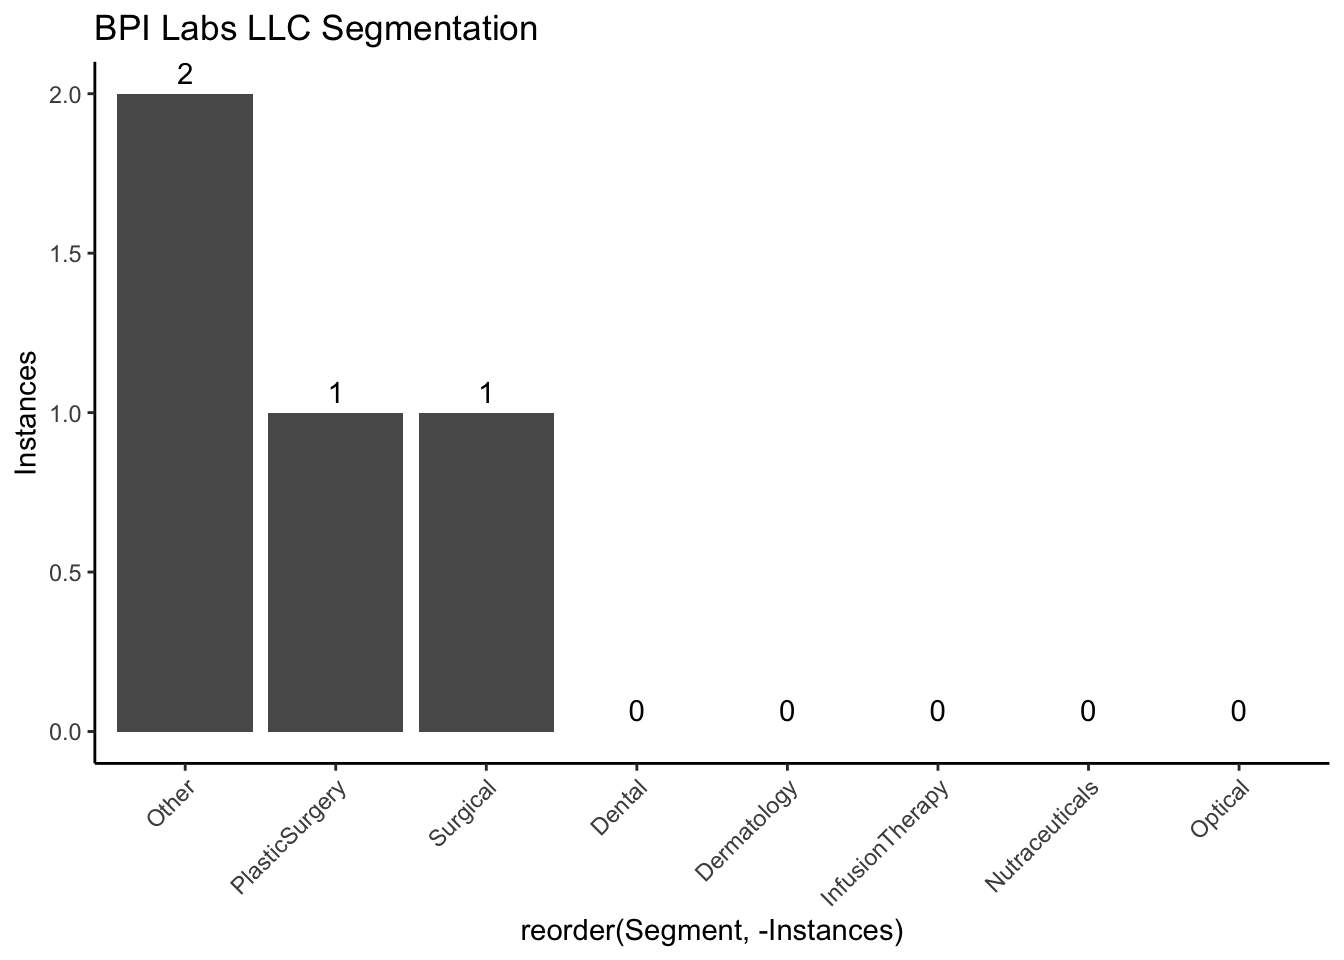 BPI Labs LLC Segmentation
2
2.0
1.5
1 1
1.0
0.5
0 0 0 0 0
0.0
Instances
Other PlasticSurgery Surgical Dental Dermatology InfusionTherapy Nutraceuticals Optical
reorder(Segment, -Instances)